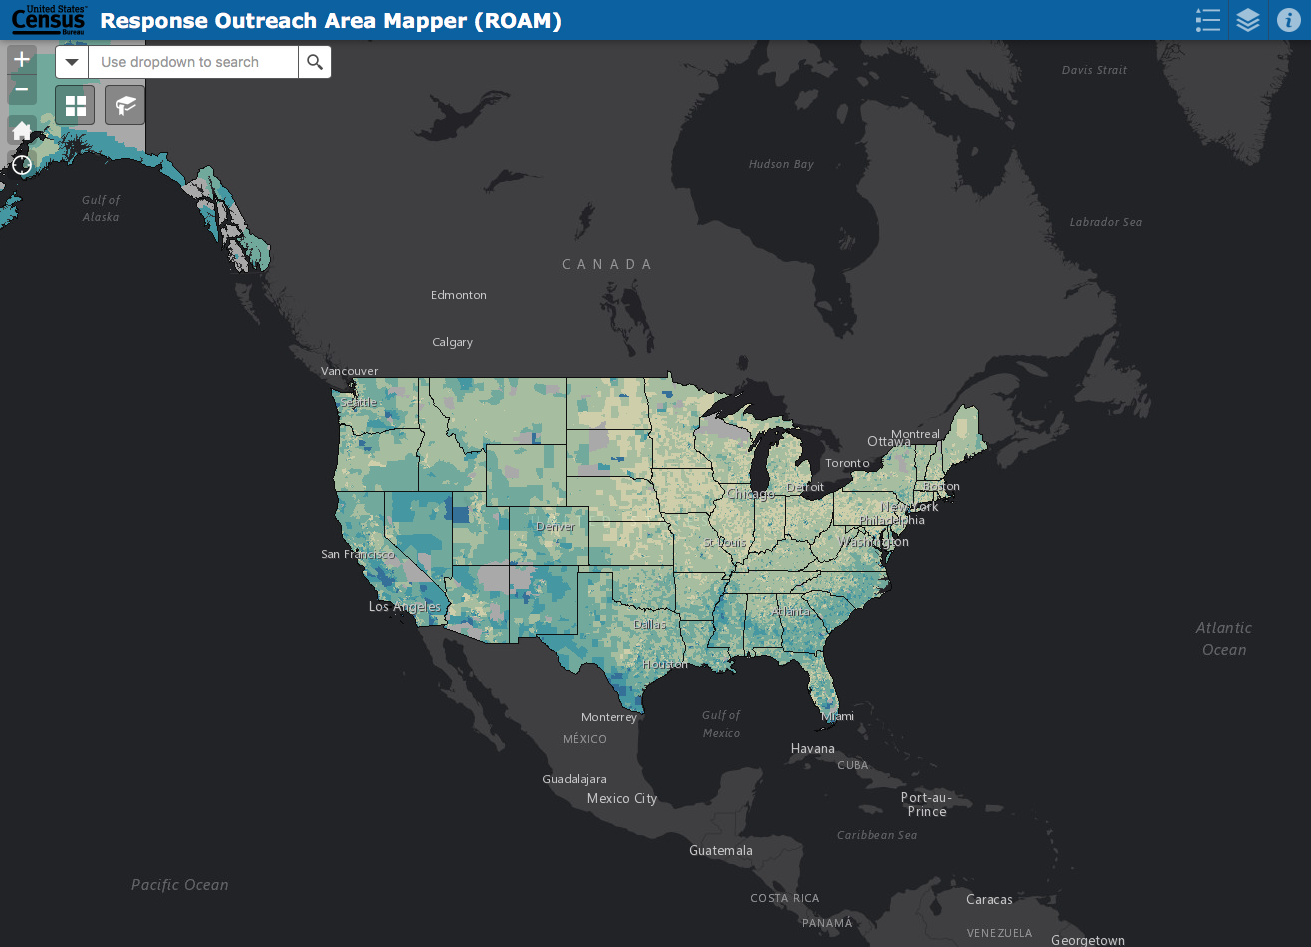 United States™
Census
Bureau
Response Outreach Area Mapper (ROAM)
Use dropdown to search
Davis Strait
Hudson Bay
Gulf of
Alaska
Labrador Sea
CANADA
Edmonton
Calgary
Vancouver
Seattle
Montreal
Ottawa
Toronto
Chicago
Detroit
Boston
New York
Philadelphia
Denver
St Louis
Washington
San Francisco
Los Angeles
Atlanta
Dallas
Atlantic
Ocean
Houston
Monterrey
Gulf of
Mexico
Miami
MÉXICO
Havana
CUBA
Guadalajara
Mexico City
Port-au-
Prince
Caribbean Sea
Guatemala
Pacific Ocean
COSTA RICA
Caracas
PANAMÁ
VENEZUELA
Georgetown